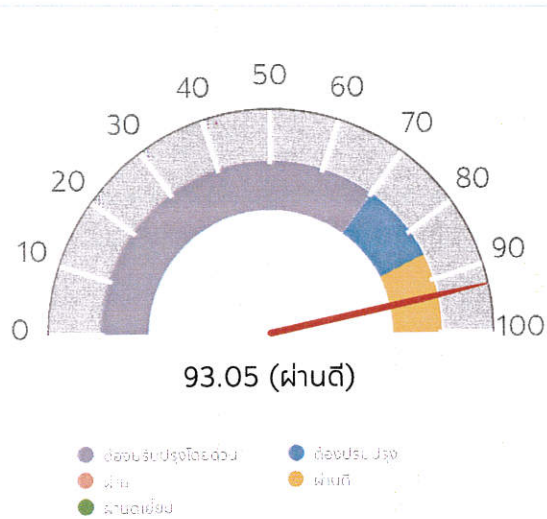 50
40 60
30 70
20 80
10 90
0 100
93.05 (ผ่านดี)
ต้องปรับปรุงโดยด่วน ต้องปรับปรุง
ผ่าน ผ่านดี
ผ่านดีเยี่ยม